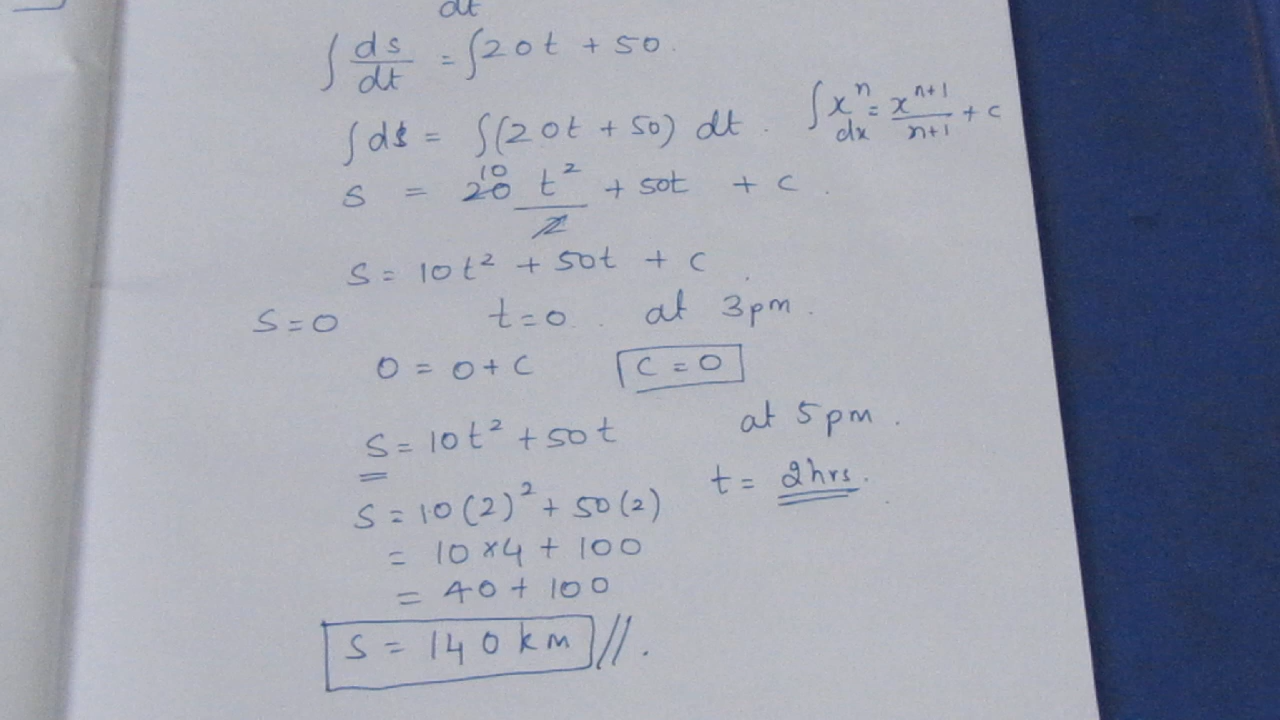 dt
∫ ds/dt = ∫20t + 50.
∫ds = ∫(20t + 50) dt . ∫x^n dx = x^(n+1)/(n+1) + c
s = 20 10 t²/2 + 50t + c .
s = 10t² + 50t + c
s=0 t=0 . at 3pm .
0 = 0 + c c = 0
s = 10t² + 50t at 5pm .
t = 2hrs .
s = 10(2)² + 50(2)
= 10 × 4 + 100
= 40 + 100
s = 140 km // .